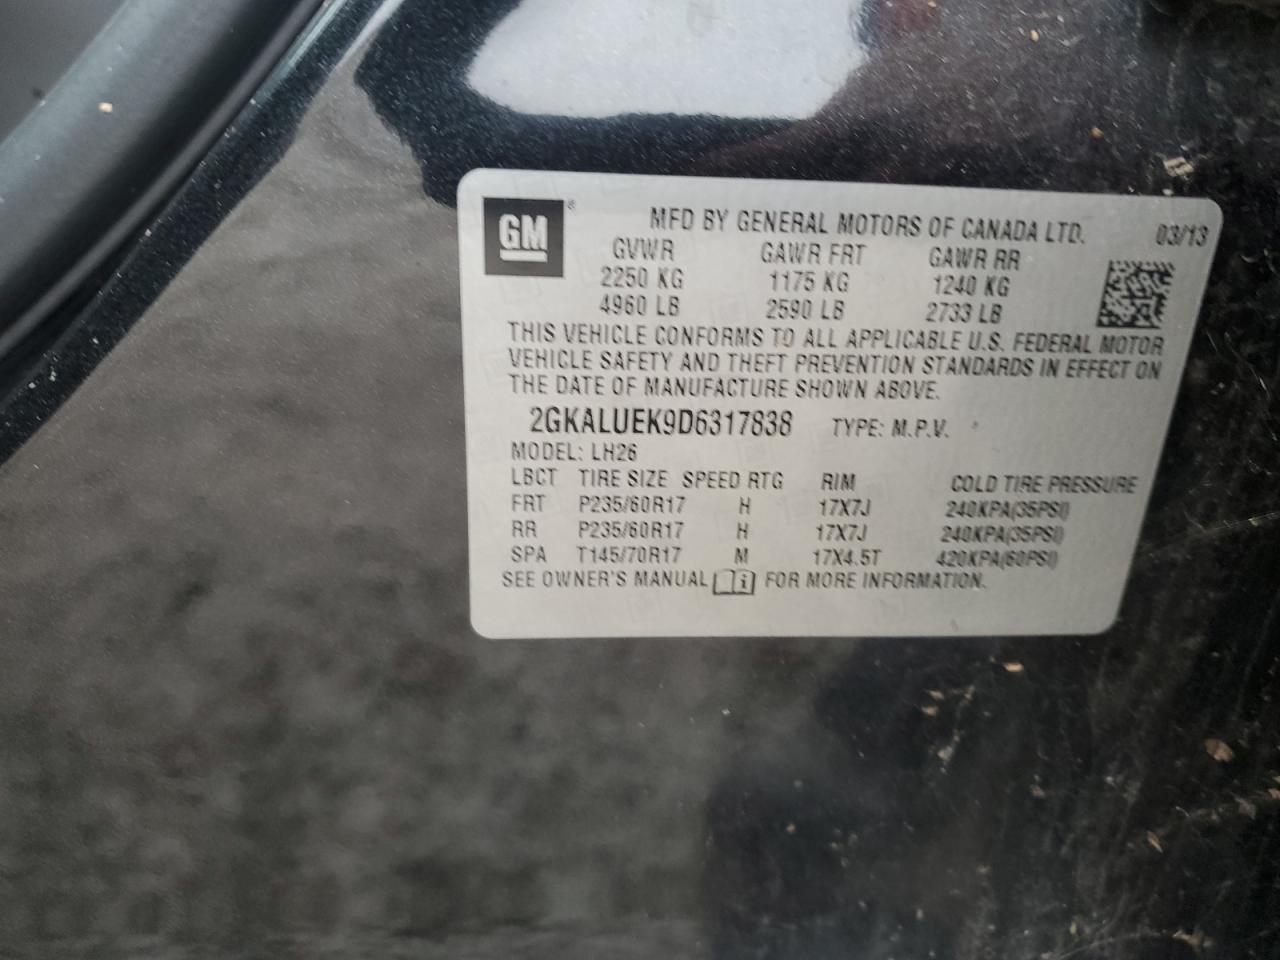 GM ® MFD BY GENERAL MOTORS OF CANADA LTD. 03/13
GVWR GAWR FRT GAWR RR
2250 KG 1175 KG 1240 KG
4960 LB 2590 LB 2733 LB
THIS VEHICLE CONFORMS TO ALL APPLICABLE U.S. FEDERAL MOTOR
VEHICLE SAFETY AND THEFT PREVENTION STANDARDS IN EFFECT ON
THE DATE OF MANUFACTURE SHOWN ABOVE.
2GKALUEK9D6317838 TYPE: M.P.V.
MODEL: LH26
LBCT TIRE SIZE SPEED RTG RIM COLD TIRE PRESSURE
FRT P235/60R17 H 17X7J 240KPA(35PSI)
RR P235/60R17 H 17X7J 240KPA(35PSI)
SPA T145/70R17 M 17X4.5T 420KPA(60PSI)
SEE OWNER'S MANUAL i FOR MORE INFORMATION.